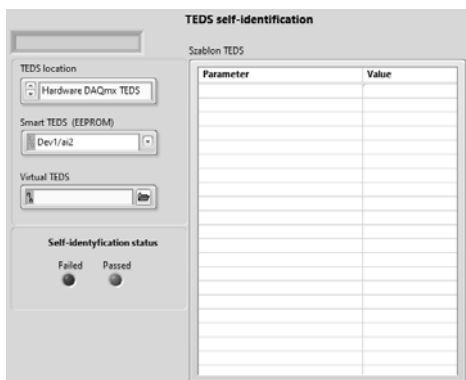 TEDS self-identification
Szablon TEDS
TEDS location
Hardware DAQmx TEDS
Smart TEDS (EEPROM)
Dev1/ai2
Virtual TEDS
Self-identyfication status
Failed Passed
Parameter Value